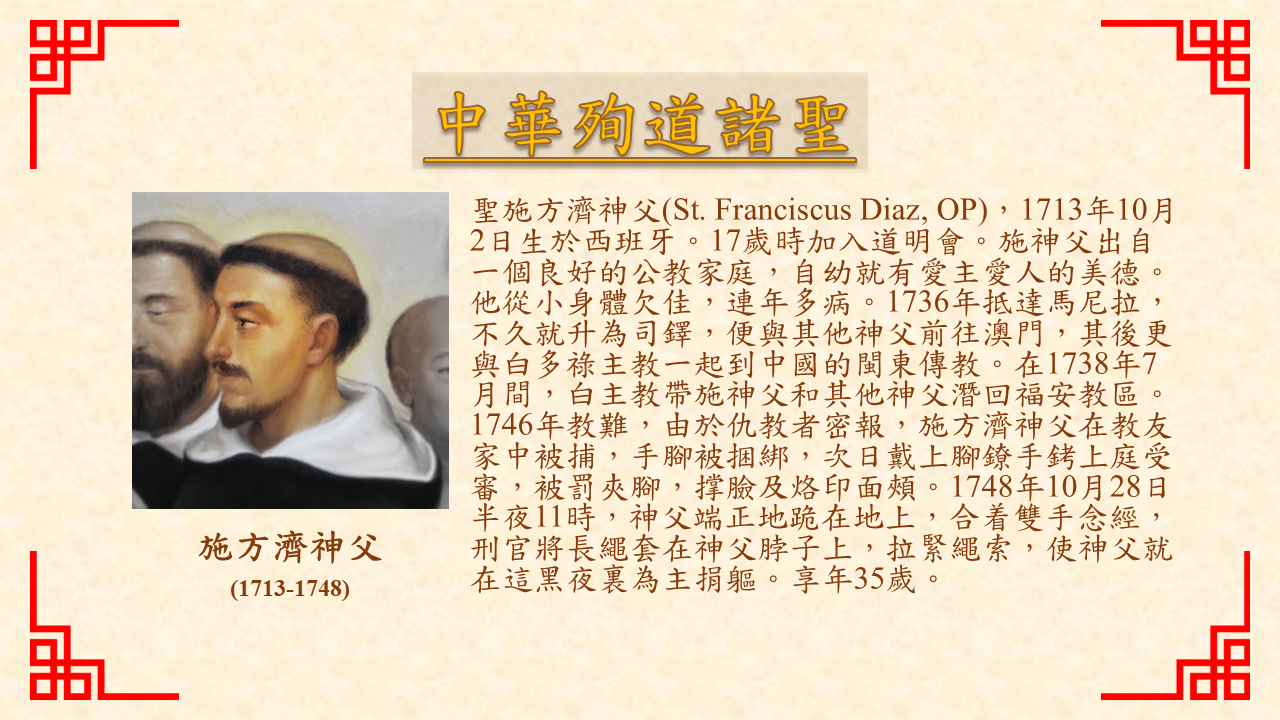 中華殉道諸聖
聖施方濟神父(St. Franciscus Diaz, OP)，1713年10月
2日生於西班牙。17歲時加入道明會。施神父出自
一個良好的公教家庭，自幼就有愛主愛人的美德。
他從小身體欠佳，連年多病。1736年抵達馬尼拉，
不久就升為司鐸，便與其他神父前往澳門，其後更
與白多祿主教一起到中國的閩東傳教。在1738年7
月間，白主教帶施神父和其他神父潛回福安教區。
1746年教難，由於仇教者密報，施方濟神父在教友
家中被捕，手腳被捆綁，次日戴上腳鐐手銬上庭受
審，被罰夾腳，撑臉及烙印面頰。1748年10月28日
半夜11時，神父端正地跪在地上，合着雙手念經，
刑官將長繩套在神父脖子上，拉緊繩索，使神父就
在這黑夜裏為主捐軀。享年35歲。
施方濟神父
(1713-1748)